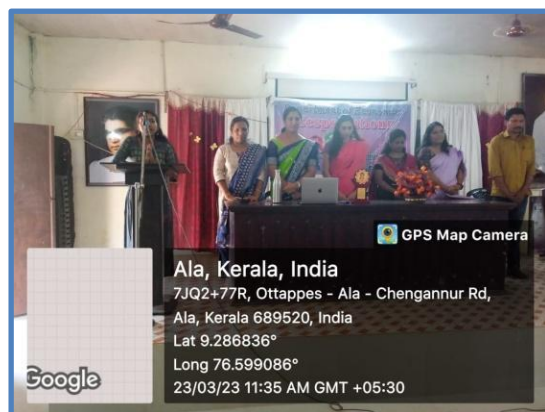 GPS Map Camera
Ala, Kerala, India
7JQ2+77R, Ottappes - Ala - Chengannur Rd,
Ala, Kerala 689520, India
Lat 9.286836°
Long 76.599086°
23/03/23 11:35 AM GMT +05:30
Google